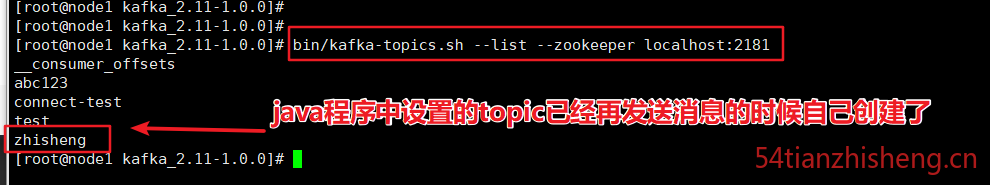 [root@node1 kafka_2.11-1.0.0]#
[root@node1 kafka_2.11-1.0.0]#
[root@node1 kafka_2.11-1.0.0]# bin/kafka-topics.sh --list --zookeeper localhost:2181
__consumer_offsets
abc123
connect-test
test
java程序中设置的topic已经再发送消息的时候自己创建了
zhisheng
[root@node1 kafka_2.11-1.0.0]#
54tianzhisheng.cn